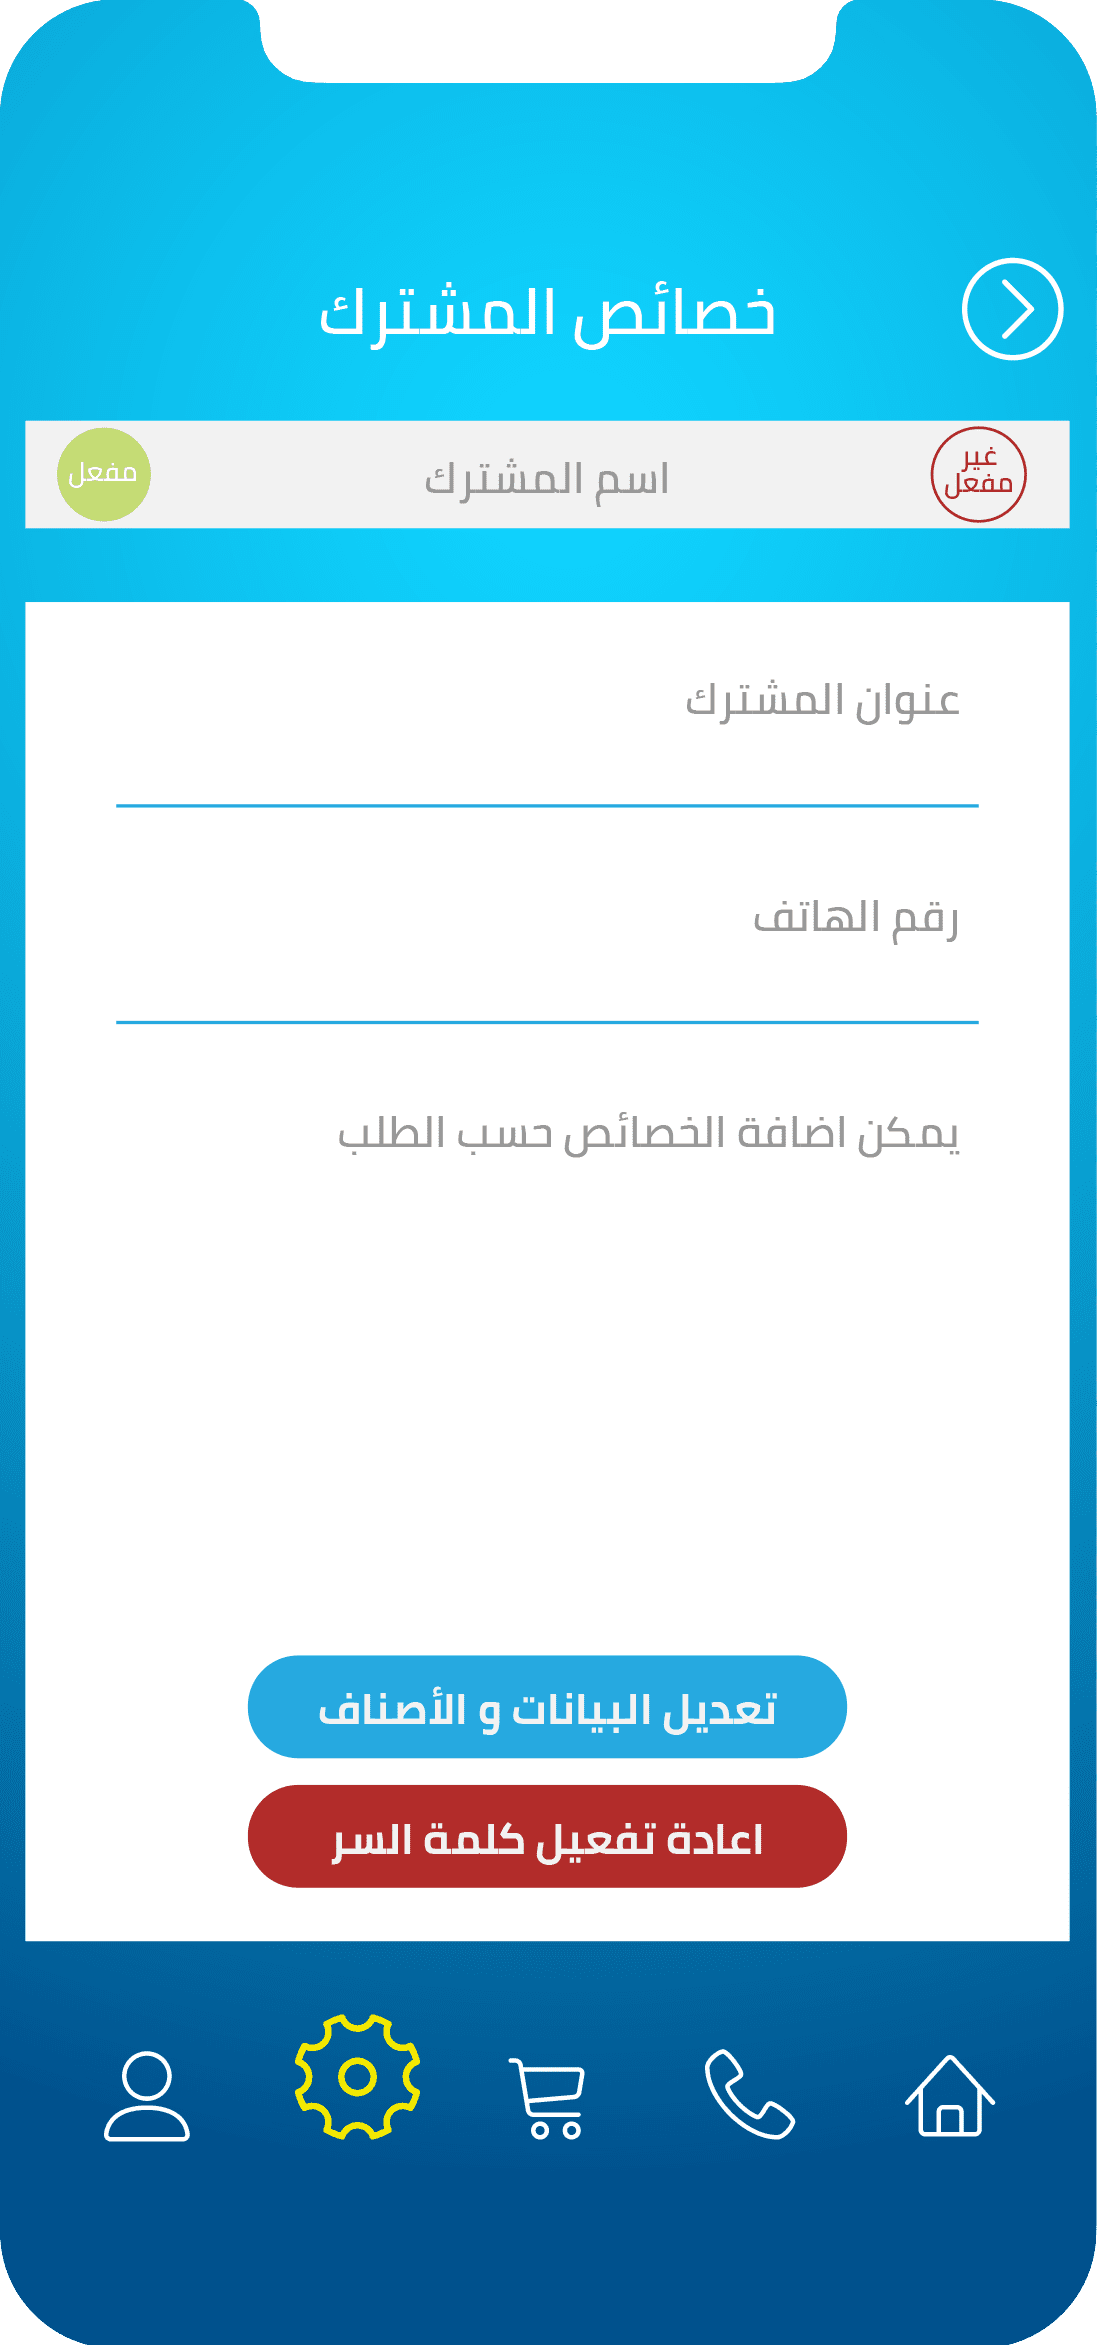 خصائص المشترك
غير
مفعل
اسم المشترك
مفعل
عنوان المشترك
رقم الهاتف
يمكن اضافة الخصائص حسب الطلب
تعديل البيانات و الأصناف
اعادة تفعيل كلمة السر